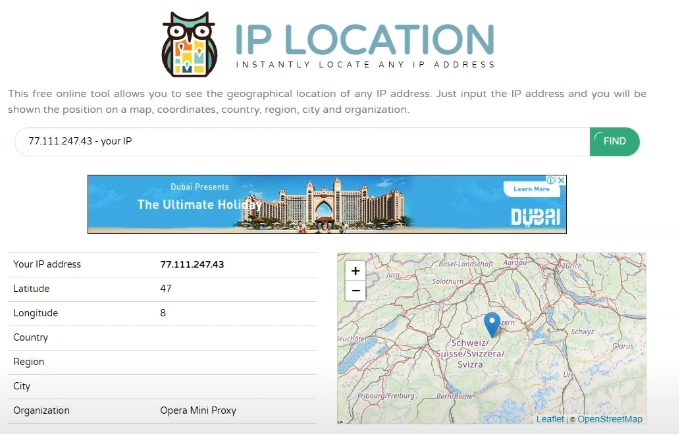 IP LOCATION
INSTANTLY LOCATE ANY IP ADDRESS
This free online tool allows you to see the geographical location of any IP address. Just input the IP address and you will be
shown the position on a map, coordinates, country, region, city and organization.
77.111.247.43 - your IP
FIND
Dubai Presents
The Ultimate Holiday
Learn More
DUBAI
Your IP address 77.111.247.43
Latitude 47
Longitude 8
Country
Region
City
Organization Opera Mini Proxy
+
−
Basel-Landschaft
Aarau
Zürich
Jura
Solothurn
zern
Schweiz/
Suisse/Svizzera/
Svizra
Schwyz
Glarus
Uri
Fribourg/Freiburg
Bern/Berne
Leaflet | © OpenStreetMap